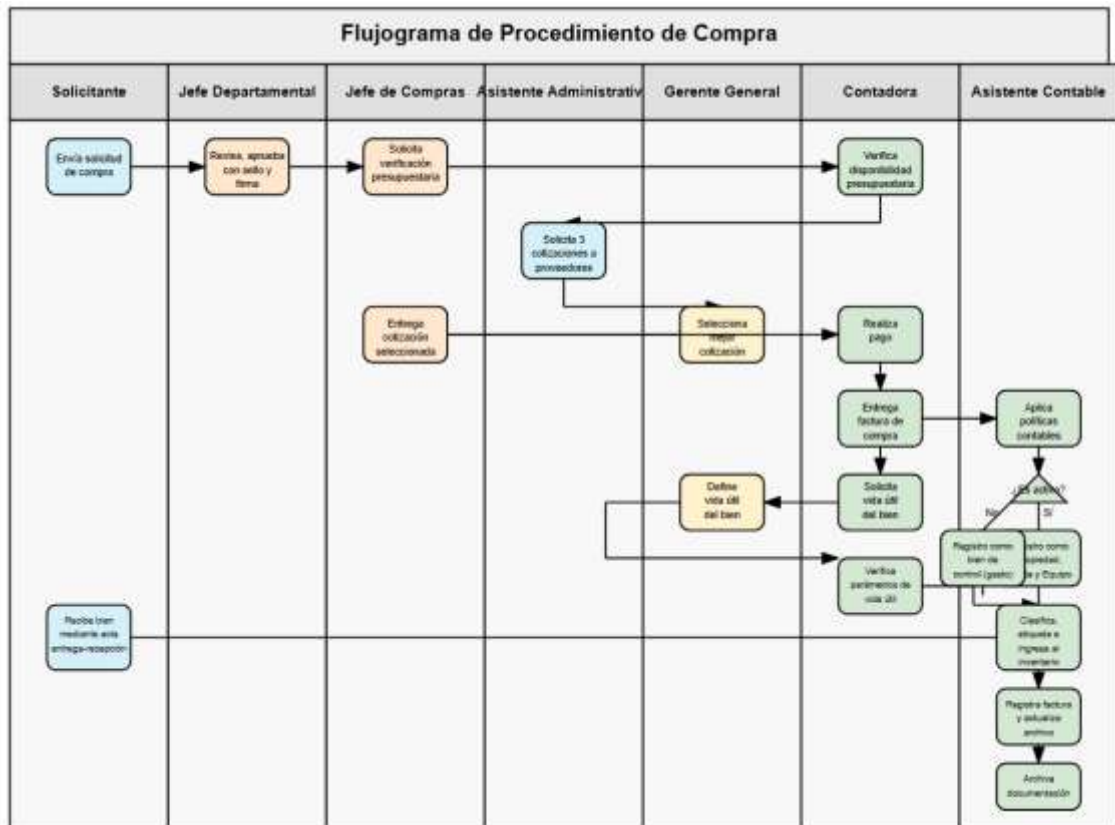 Flujograma de Procedimiento de Compra
Solicitante
Jefe Departamental
Jefe de Compras
Asistente Administrativ
Gerente General
Contadora
Asistente Contable
Envía solicitud
de compra
Revisa, aprueba
con sello y
firma
Solicita
verificación
presupuestaria
Verifica
disponibilidad
presupuestaria
Solicita 3
cotizaciones a
proveedores
Entrega
cotización
seleccionada
Selecciona
mejor
cotización
Realiza
pago
Entrega
factura de
compra
Aplica
políticas
contables
Define
vida útil
del bien
Solicita
vida útil
del bien
¿Es activo?
No
Sí
Registro como
bien de
control (gasto)
stro como
piedad,
a y Equipo
Verifica
parámetros de
vida útil
Recibe bien
mediante acta
entrega-recepción
Clasifica,
etiqueta e
ingresa al
inventario
Registra factura
y actualiza
archivo
Archiva
documentación